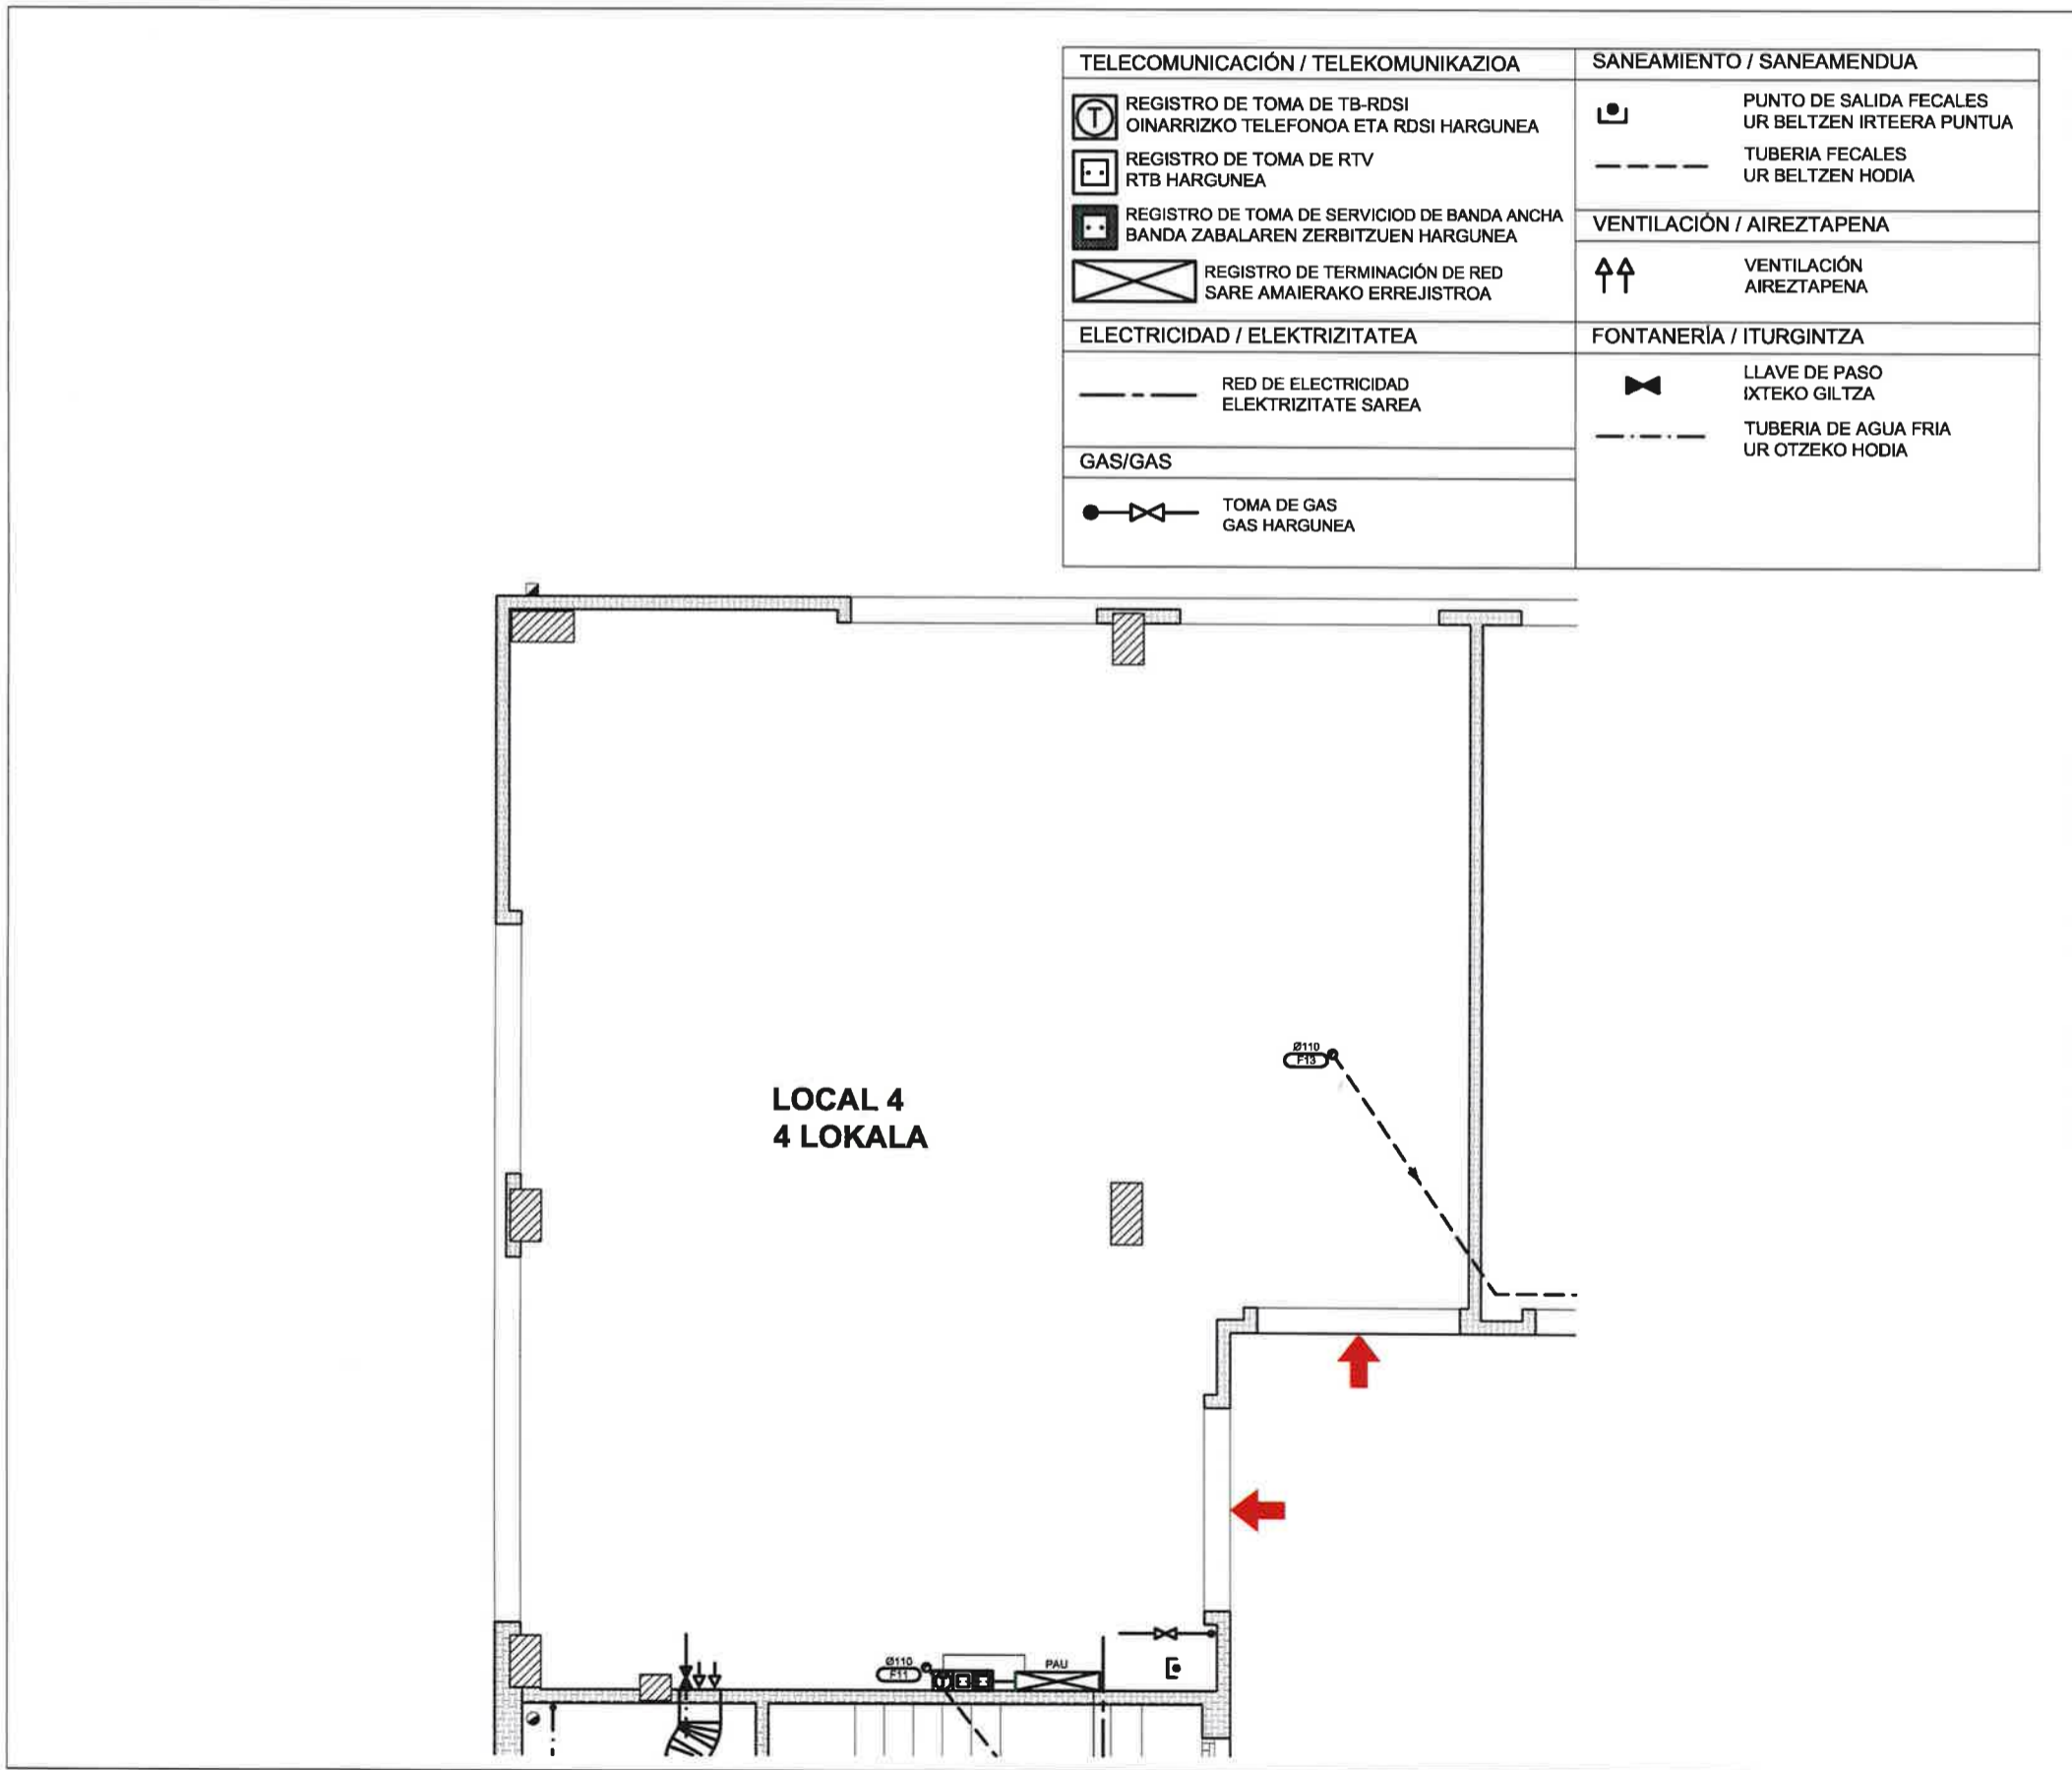 TELECOMUNICACIÓN / TELEKOMUNIKAZIOA
REGISTRO DE TOMA DE TB-RDSI
OINARRIZKO TELEFONOA ETA RDSI HARGUNEA
REGISTRO DE TOMA DE RTV
RTB HARGUNEA
REGISTRO DE TOMA DE SERVICIOD DE BANDA ANCHA
BANDA ZABALAREN ZERBITZUEN HARGUNEA
REGISTRO DE TERMINACIÓN DE RED
SARE AMAIERAKO ERREJISTROA
ELECTRICIDAD / ELEKTRIZITATEA
RED DE ELECTRICIDAD
ELEKTRIZITATE SAREA
GAS/GAS
TOMA DE GAS
GAS HARGUNEA
SANEAMIENTO / SANEAMENDUA
PUNTO DE SALIDA FECALES
UR BELTZEN IRTEERA PUNTUA
TUBERIA FECALES
UR BELTZEN HODIA
VENTILACIÓN / AIREZTAPENA
VENTILACIÓN
AIREZTAPENA
FONTANERÍA / ITURGINTZA
LLAVE DE PASO
IXTEKO GILTZA
TUBERIA DE AGUA FRIA
UR OTZEKO HODIA
T
Ø110
F13
LOCAL 4
4 LOKALA
Ø110
F11
PAU